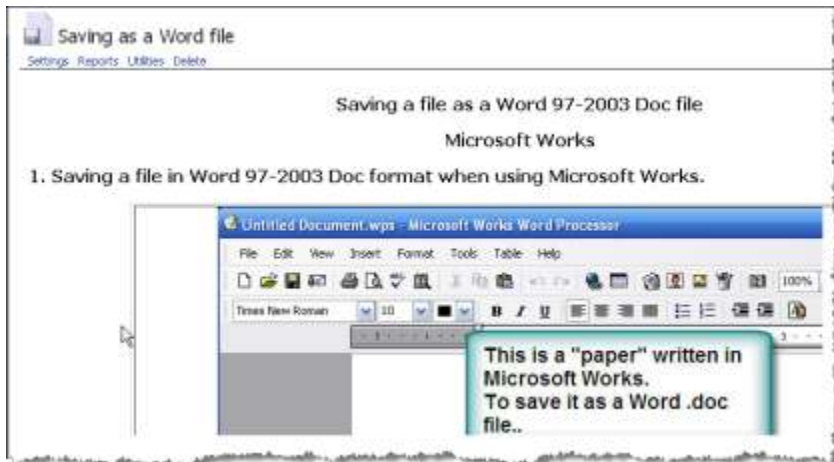 Saving as a Word file
Settings Reports Utilities Delete
Saving a file as a Word 97-2003 Doc file
Microsoft Works
1. Saving a file in Word 97-2003 Doc format when using Microsoft Works.
Untitled Document.wps - Microsoft Works Word Processor
File Edit View Insert Format Tools Table Help
100%
Times New Roman 10 B I U
This is a "paper" written in
Microsoft Works.
To save it as a Word .doc
file..